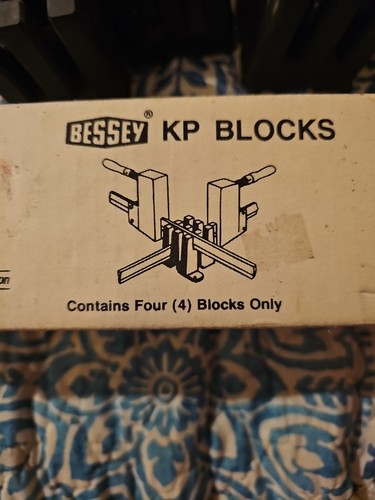 BESSEY® KP BLOCKS
Contains Four (4) Blocks Only